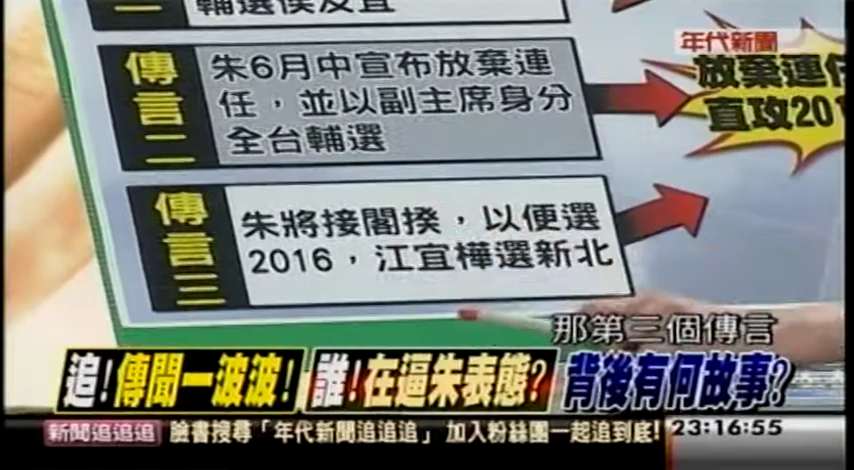 輔選侯友宜
年代新聞
傳言二
朱6月中宣布放棄連
任，並以副主席身分
全台輔選
放棄連任
直攻201
傳言三
朱將接閣揆，以便選
2016，江宜樺選新北
那第三個傳言
追!傳聞一波波! 誰!在逼朱表態? 背後有何故事?
新聞追追追 臉書搜尋「年代新聞追追追」加入粉絲團一起追到底! 23:16:55